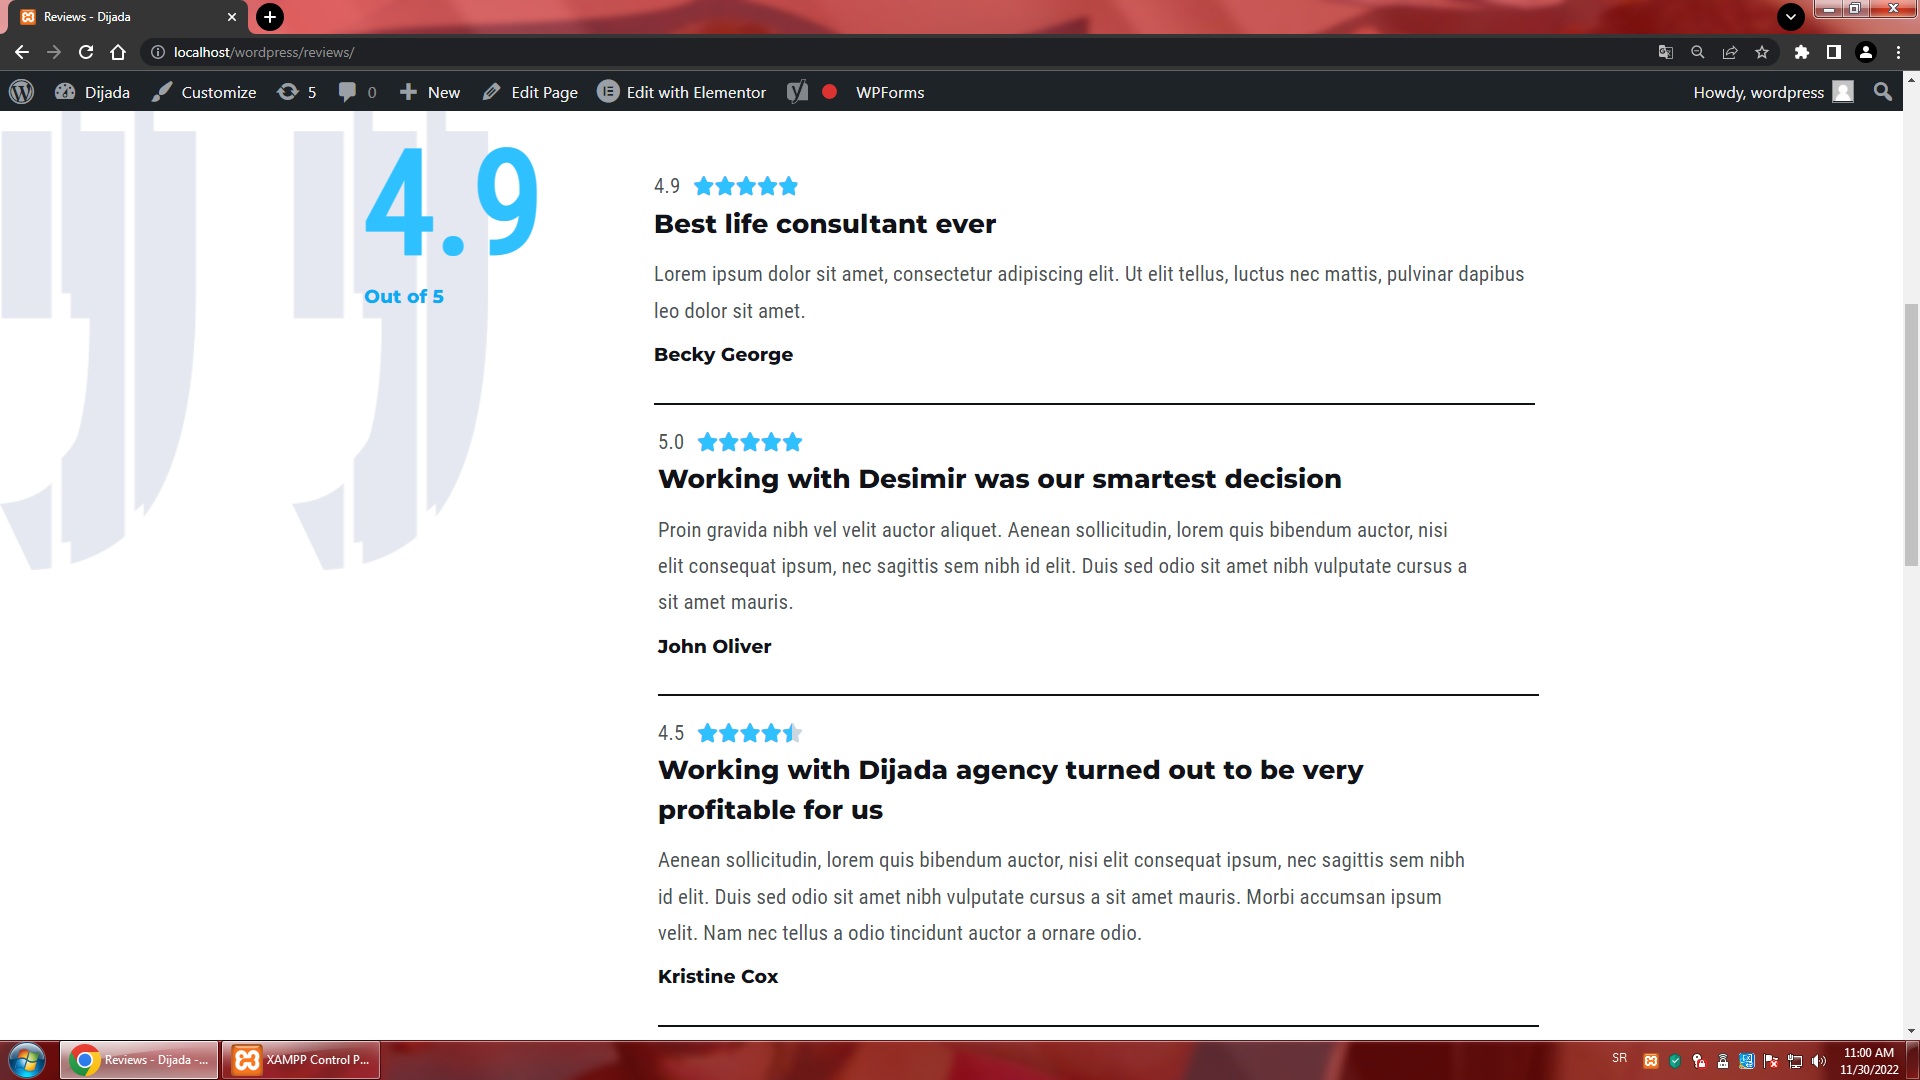 Reviews - Dijada
localhost/wordpress/reviews/
Dijada Customize 5 0 New Edit Page Edit with Elementor WPForms Howdy, wordpress
4.9
Out of 5
4.9
Best life consultant ever
Lorem ipsum dolor sit amet, consectetur adipiscing elit. Ut elit tellus, luctus nec mattis, pulvinar dapibus
leo dolor sit amet.
Becky George
5.0
Working with Desimir was our smartest decision
Proin gravida nibh vel velit auctor aliquet. Aenean sollicitudin, lorem quis bibendum auctor, nisi
elit consequat ipsum, nec sagittis sem nibh id elit. Duis sed odio sit amet nibh vulputate cursus a
sit amet mauris.
John Oliver
4.5
Working with Dijada agency turned out to be very
profitable for us
Aenean sollicitudin, lorem quis bibendum auctor, nisi elit consequat ipsum, nec sagittis sem nibh
id elit. Duis sed odio sit amet nibh vulputate cursus a sit amet mauris. Morbi accumsan ipsum
velit. Nam nec tellus a odio tincidunt auctor a ornare odio.
Kristine Cox
Reviews - Dijada -... XAMPP Control P... SR 11:00 AM
11/30/2022